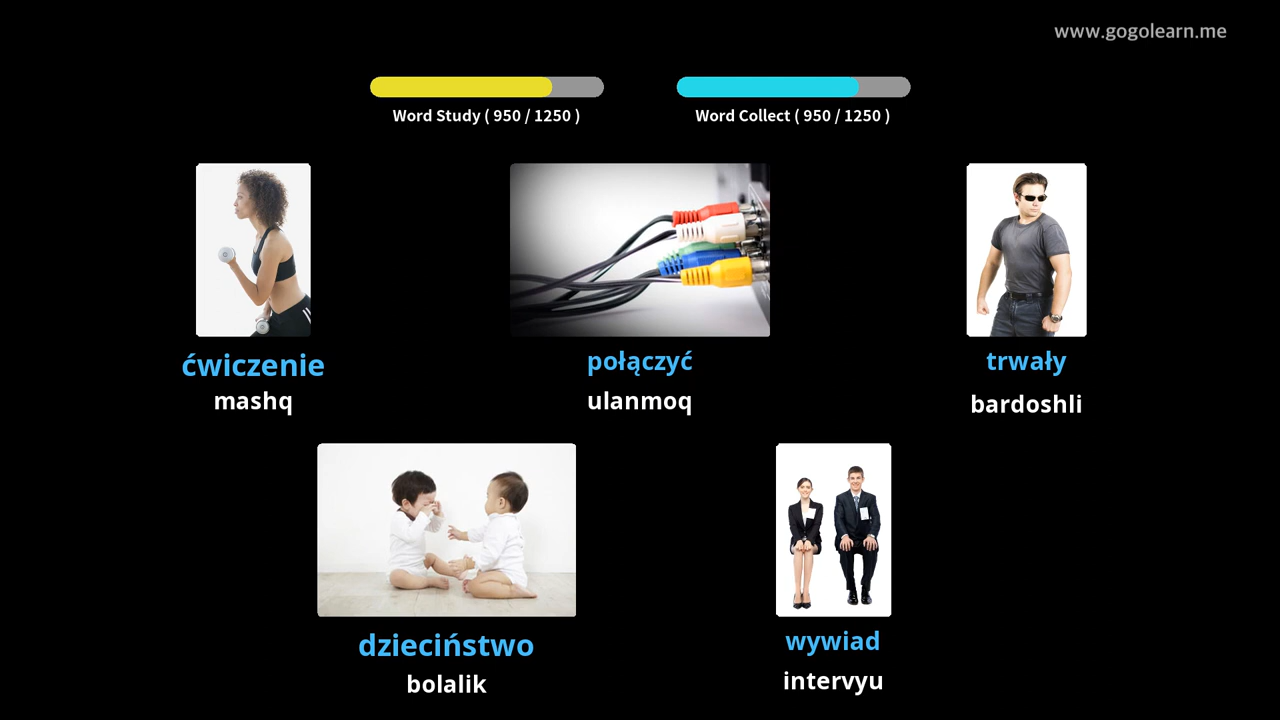 www.gogolearn.me
Word Study ( 950 / 1250 )
Word Collect ( 950 / 1250 )
ćwiczenie
mashq
połączyć
ulanmoq
trwały
bardoshli
dzieciństwo
bolalik
wywiad
intervyu